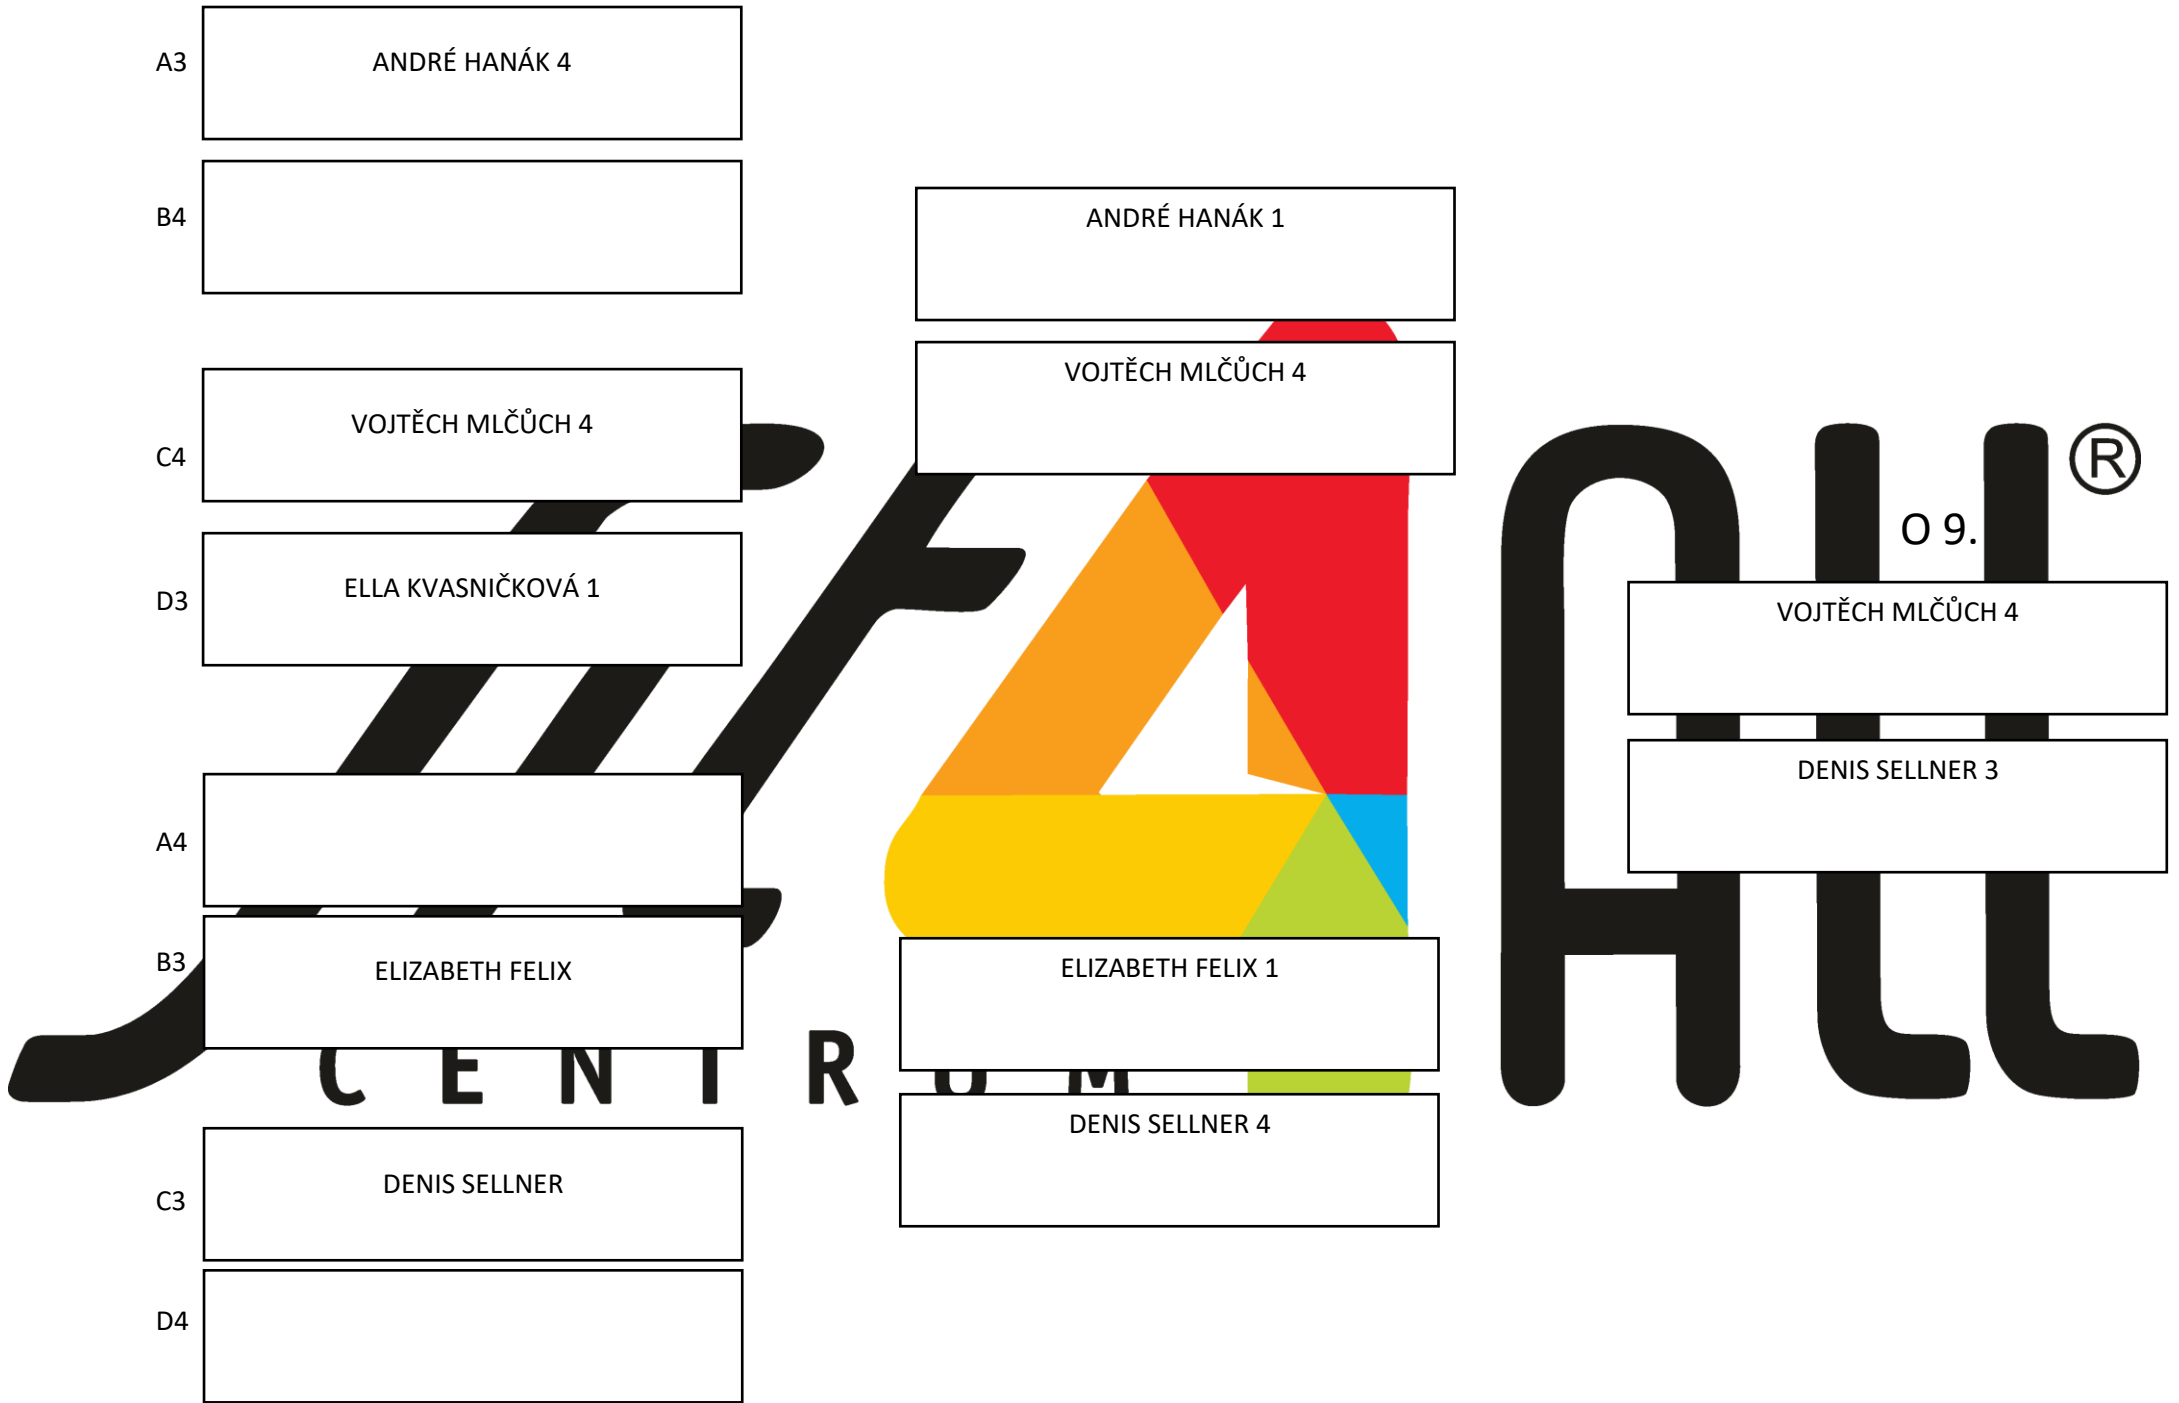 A3
ANDRÉ HANÁK 4
B4
ANDRÉ HANÁK 1
VOJTĚCH MLČŮCH 4
C4
VOJTĚCH MLČŮCH 4
®
O 9.
D3
ELLA KVASNIČKOVÁ 1
VOJTĚCH MLČŮCH 4
DENIS SELLNER 3
A4
4ALL
B3
ELIZABETH FELIX
ELIZABETH FELIX 1
CENTRUM
DENIS SELLNER 4
C3
DENIS SELLNER
D4